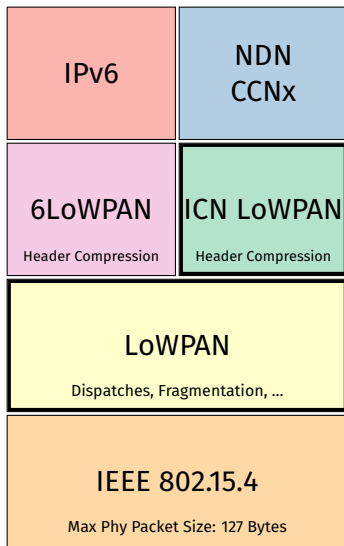 IPv6
NDN
CCNx
6LoWPAN
Header Compression
ICN LoWPAN
Header Compression
LoWPAN
Dispatches, Fragmentation, ...
IEEE 802.15.4
Max Phy Packet Size: 127 Bytes